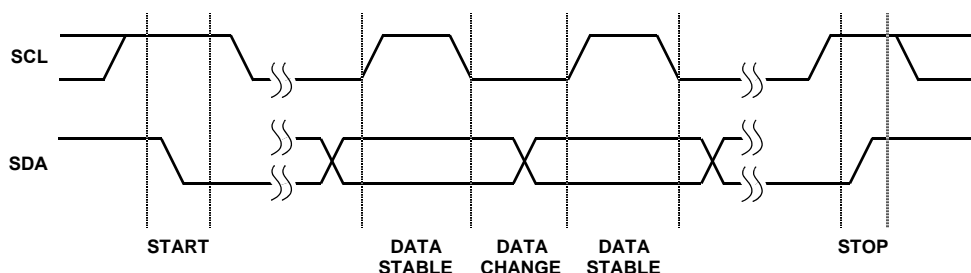 SCL
SDA
START
DATA
STABLE
DATA
CHANGE
DATA
STABLE
STOP